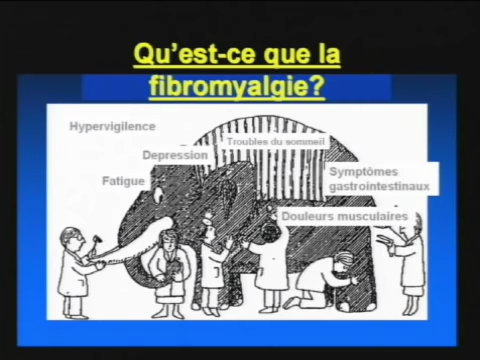 Qu'est-ce que la
fibromyalgie?
Hypervigilence
Troubles du sommeil
Depression
Symptômes
gastrointestinaux
Fatigue
Douleurs musculaires